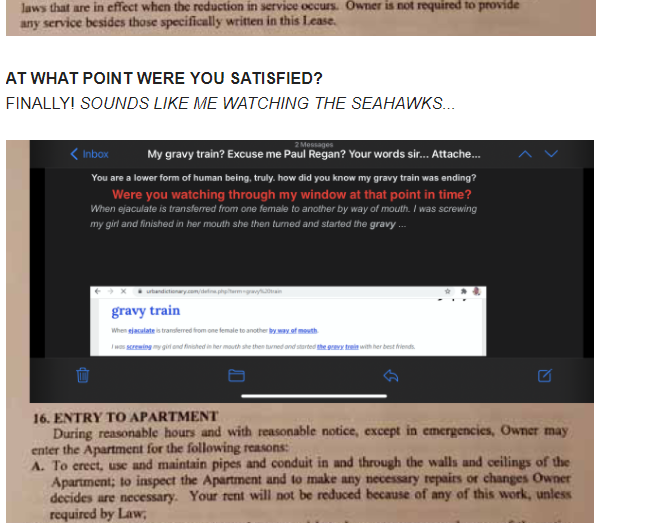 laws that are in effect when the reduction in service occurs. Owner is not required to provide
any service besides those specifically written in this Lease.
AT WHAT POINT WERE YOU SATISFIED?
FINALLY! SOUNDS LIKE ME WATCHING THE SEAHAWKS...
2 Messages
Inbox My gravy train? Excuse me Paul Regan? Your words sir... Attache...
You are a lower form of human being, truly. how did you know my gravy train was ending?
Were you watching through my window at that point in time?
When ejaculate is transferred from one female to another by way of mouth. I was screwing
my girl and finished in her mouth she then turned and started the gravy ...
urbandictionary.com/define.php?term=gravy%20train
gravy train
When ejaculate is transferred from one female to another by way of mouth.
I was screwing my girl and finished in her mouth she then turned and started the gravy train with her best friends.
16. ENTRY TO APARTMENT
During reasonable hours and with reasonable notice, except in emergencies, Owner may
enter the Apartment for the following reasons:
A. To erect, use and maintain pipes and conduit in and through the walls and ceilings of the
Apartment; to inspect the Apartment and to make any necessary repairs or changes Owner
decides are necessary. Your rent will not be reduced because of any of this work, unless
required by Law;